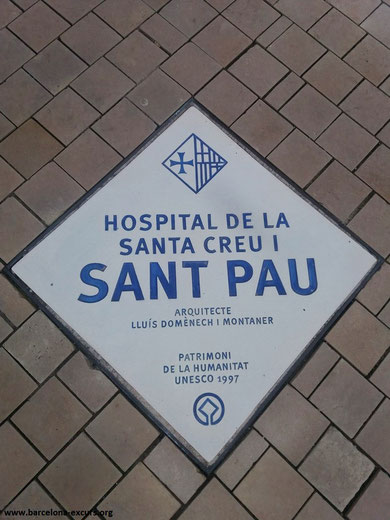 HOSPITAL DE LA
SANTA CREU I
SANT PAU
ARQUITECTE
LLUÍS DOMÈNECH I MONTANER
PATRIMONI
DE LA HUMANITAT
UNESCO 1997
www.barcelona-excurs.org